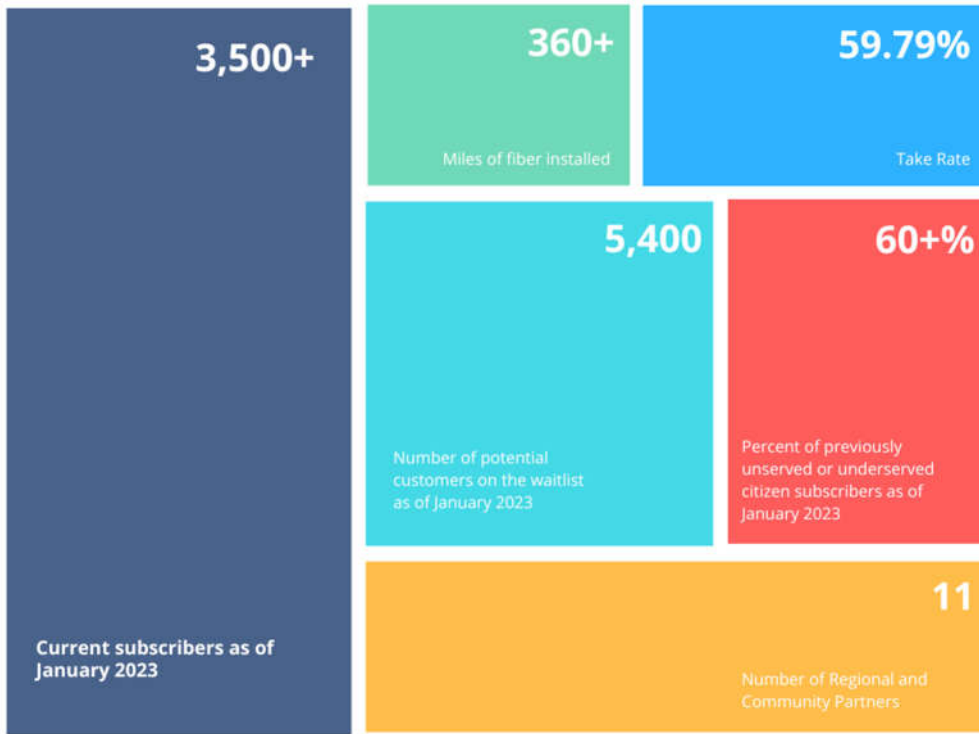 3,500+
Current subscribers as of
January 2023
360+
Miles of fiber installed
59.79%
Take Rate
5,400
Number of potential
customers on the waitlist
as of January 2023
60+%
Percent of previously
unserved or underserved
citizen subscribers as of
January 2023
11
Number of Regional and
Community Partners